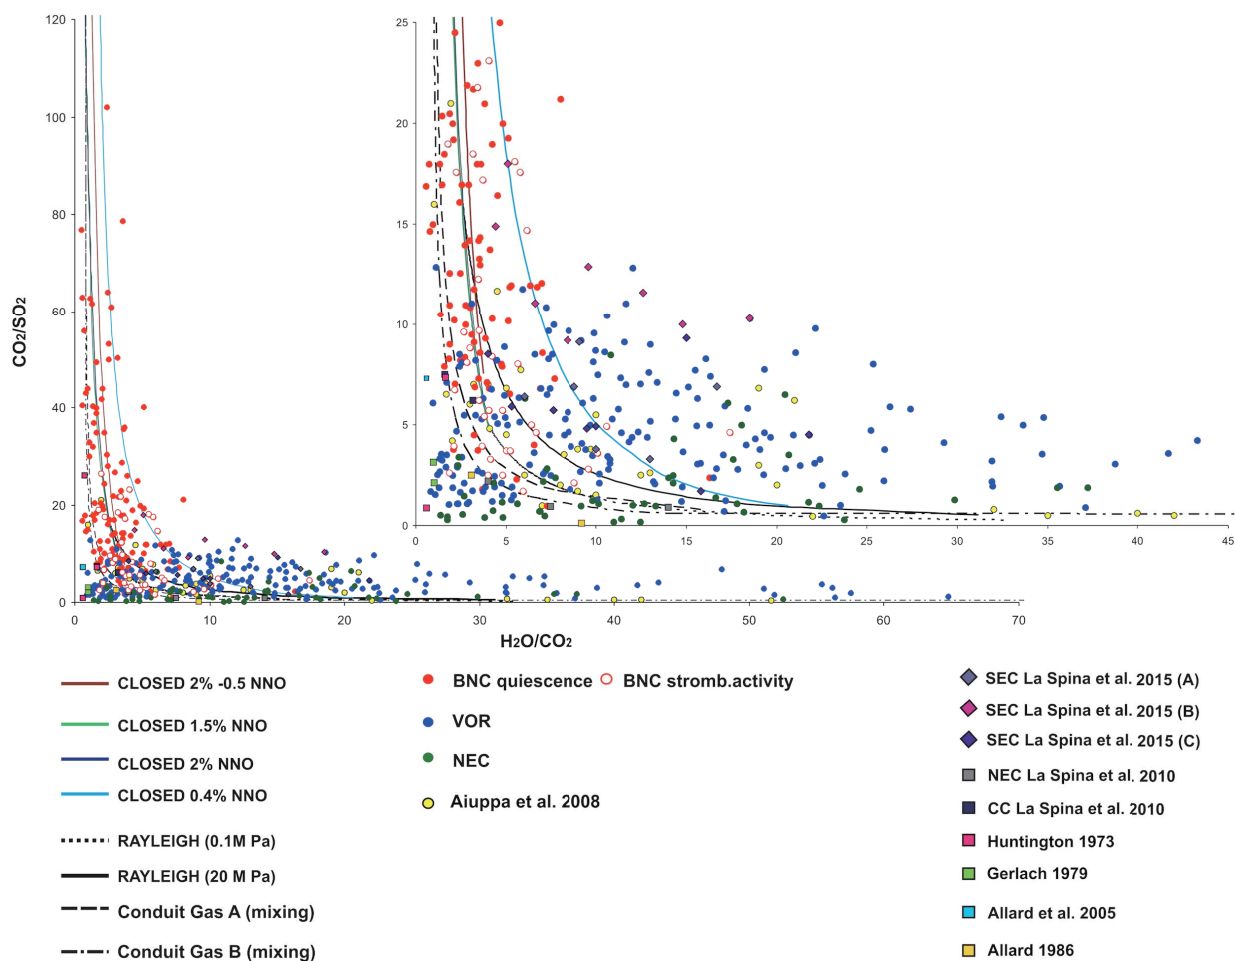 120
100
80
60
40
20
0
CO2/SO2
25
20
15
10
5
0
0 5 10 15 20 25 30 35 40 45
0 10 20 30 40 50 60 70
H2O/CO2
CLOSED 2% -0.5 NNO
CLOSED 1.5% NNO
CLOSED 2% NNO
CLOSED 0.4% NNO
RAYLEIGH (0.1M Pa)
RAYLEIGH (20 M Pa)
Conduit Gas A (mixing)
Conduit Gas B (mixing)
BNC quiescence BNC stromb.activity
VOR
NEC
Aiuppa et al. 2008
SEC La Spina et al. 2015 (A)
SEC La Spina et al. 2015 (B)
SEC La Spina et al. 2015 (C)
NEC La Spina et al. 2010
CC La Spina et al. 2010
Huntington 1973
Gerlach 1979
Allard et al. 2005
Allard 1986